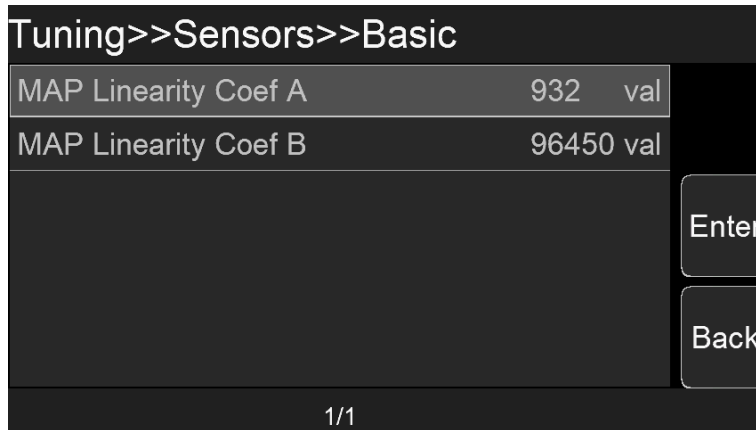 Tuning>>Sensors>>Basic
MAP Linearity Coef A 932 val
MAP Linearity Coef B 96450 val
Enter
Back
1/1